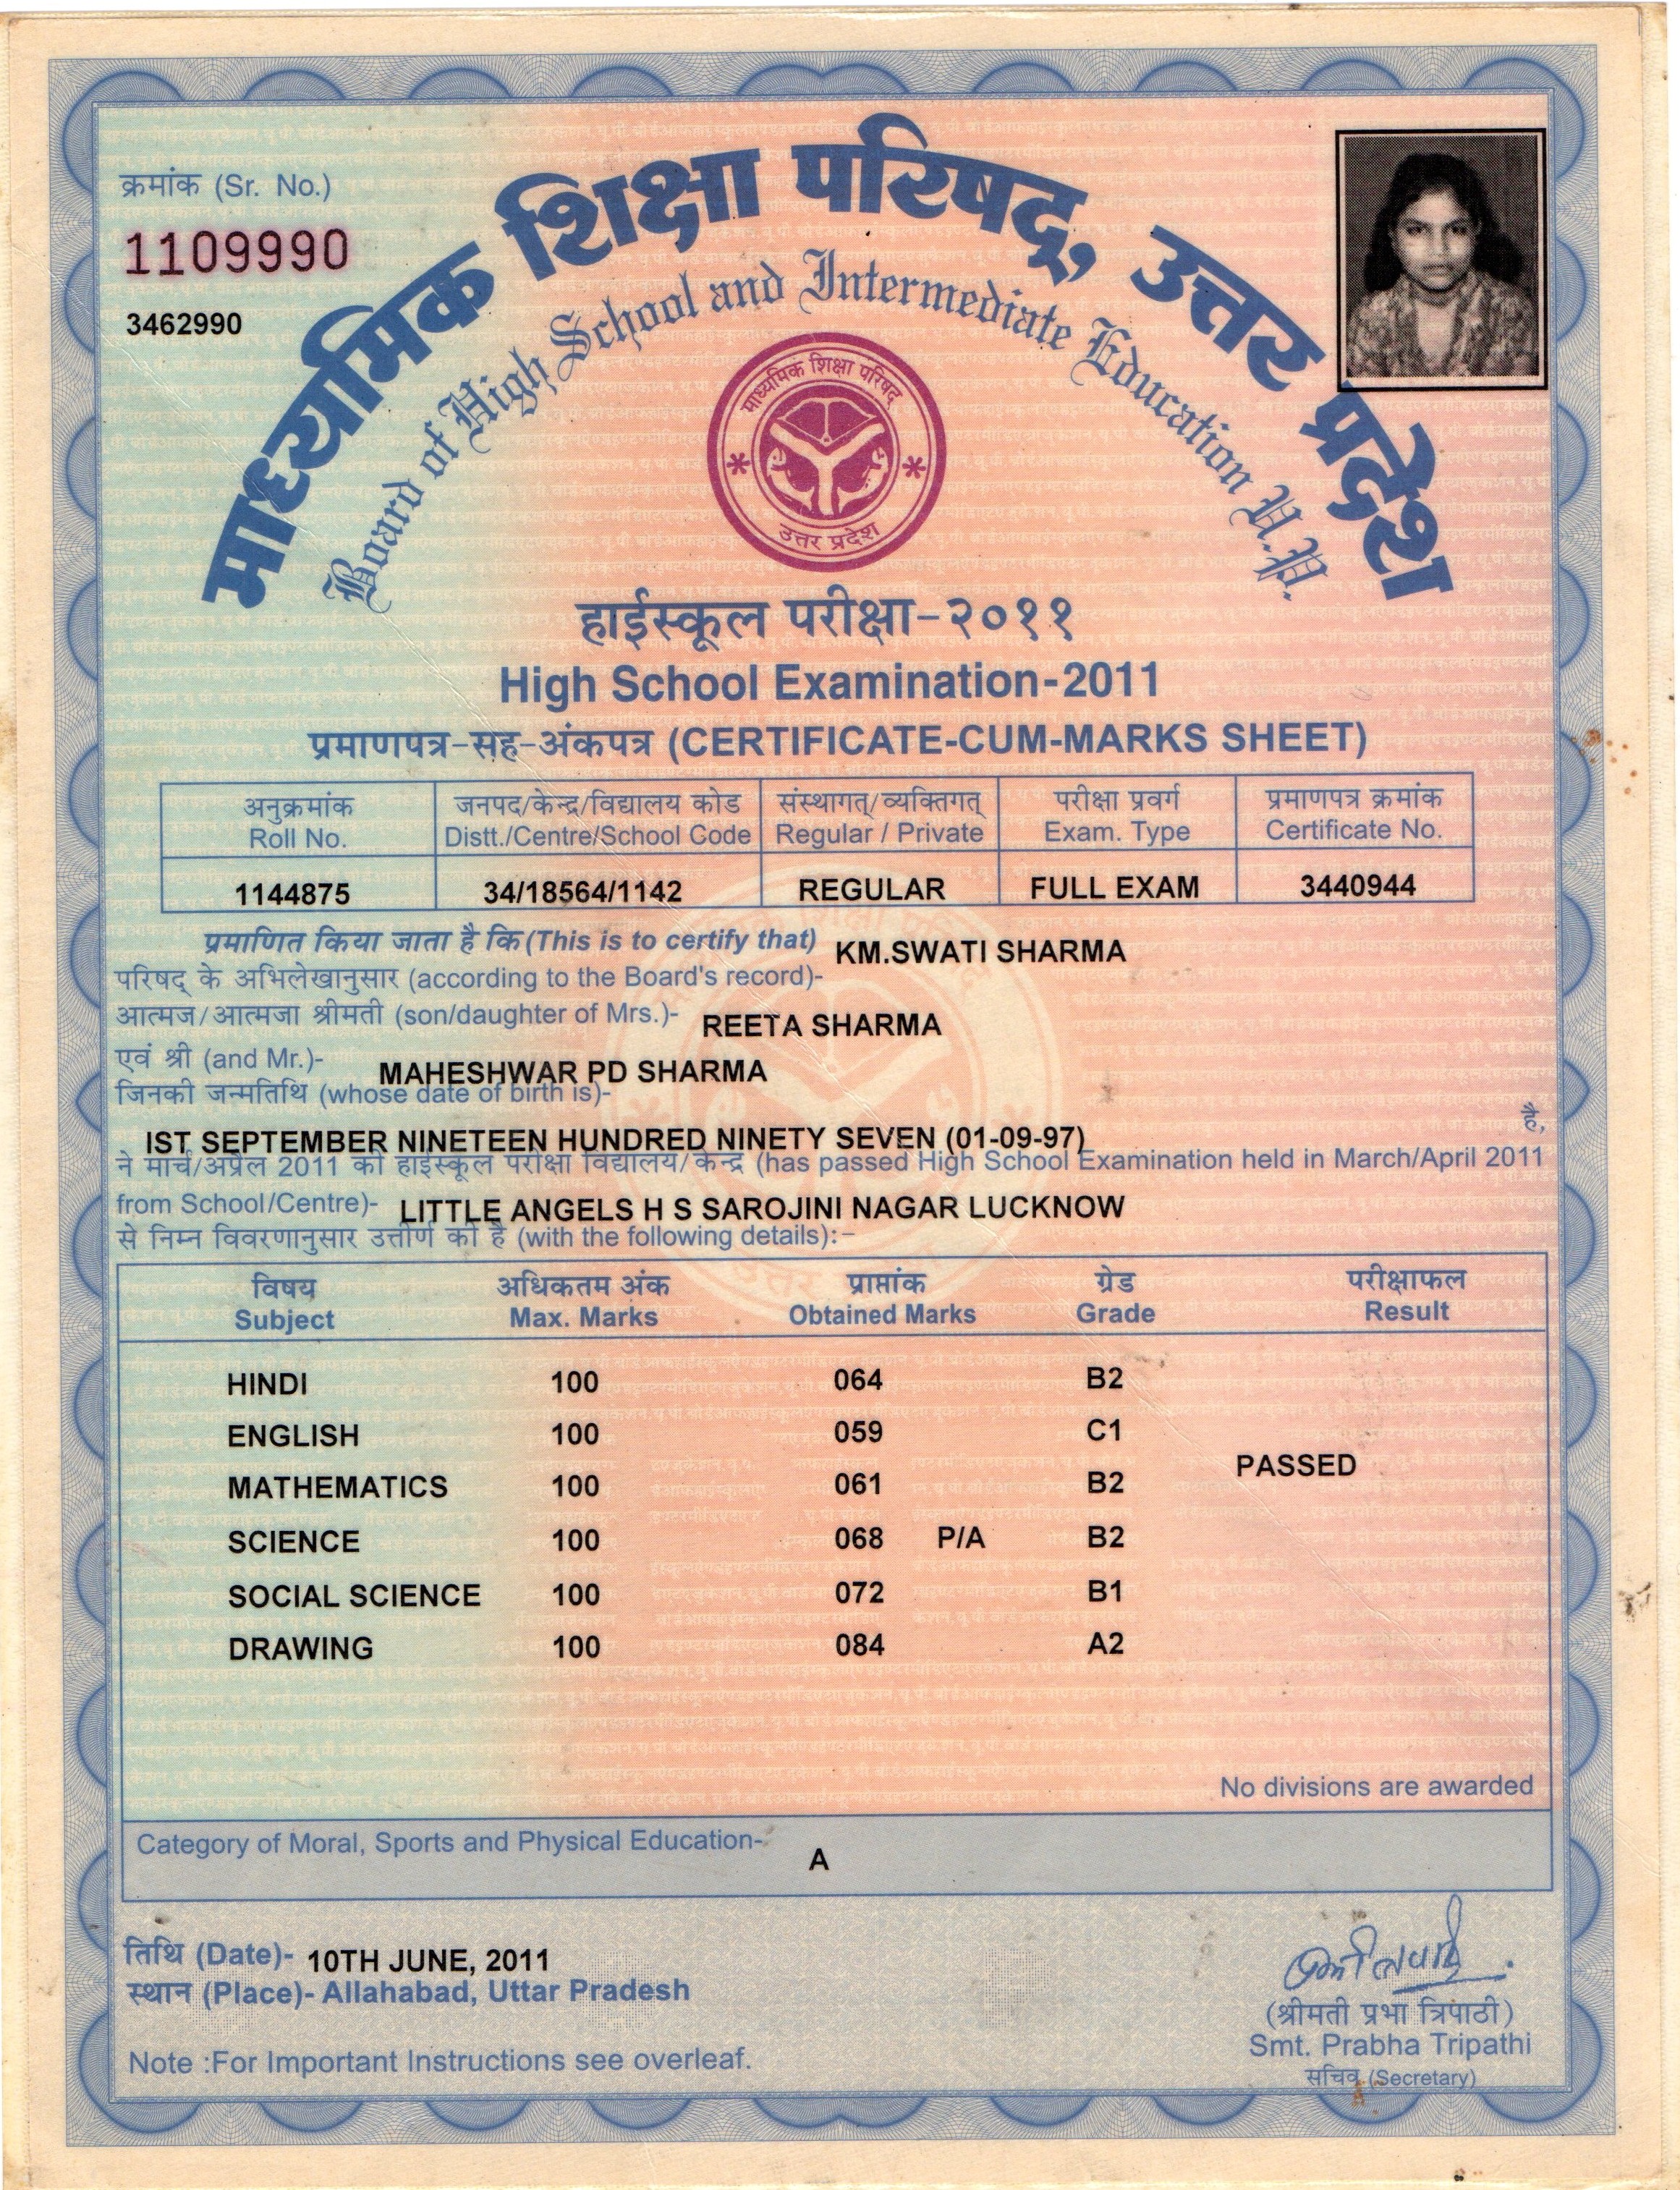 क्रमांक (Sr. No.)
1109990
3462990
माध्यमिक शिक्षा परिषद्, उत्तर प्रदेश
Board of High School and Intermediate Education U.P.
माध्यमिक शिक्षा परिषद्
उत्तर प्रदेश
हाईस्कूल परीक्षा-२०११
High School Examination-2011
प्रमाणपत्र-सह-अंकपत्र (CERTIFICATE-CUM-MARKS SHEET)
अनुक्रमांक जनपद/केन्द्र/विद्यालय कोड संस्थागत्/व्यक्तिगत् परीक्षा प्रवर्ग प्रमाणपत्र क्रमांक
Roll No. Distt./Centre/School Code Regular / Private Exam. Type Certificate No.
1144875 34/18564/1142 REGULAR FULL EXAM 3440944
प्रमाणित किया जाता है कि (This is to certify that) KM.SWATI SHARMA
परिषद् के अभिलेखानुसार (according to the Board's record)-
आत्मज/आत्मजा श्रीमती (son/daughter of Mrs.)- REETA SHARMA
एवं श्री (and Mr.)- MAHESHWAR PD SHARMA
जिनकी जन्मतिथि (whose date of birth is)-
IST SEPTEMBER NINETEEN HUNDRED NINETY SEVEN (01-09-97) है,
ने मार्च/अप्रैल 2011 की हाईस्कूल परीक्षा विद्यालय/केन्द्र (has passed High School Examination held in March/April 2011
from School/Centre)- LITTLE ANGELS H S SAROJINI NAGAR LUCKNOW
से निम्न विवरणानुसार उत्तीर्ण की है (with the following details):-
विषय अधिकतम अंक प्राप्तांक ग्रेड परीक्षाफल
Subject Max. Marks Obtained Marks Grade Result
HINDI 100 064 B2
ENGLISH 100 059 C1
PASSED
MATHEMATICS 100 061 B2
SCIENCE 100 068 P/A B2
SOCIAL SCIENCE 100 072 B1
DRAWING 100 084 A2
No divisions are awarded
Category of Moral, Sports and Physical Education- A
तिथि (Date)- 10TH JUNE, 2011
स्थान (Place)- Allahabad, Uttar Pradesh
(श्रीमती प्रभा त्रिपाठी)
Smt. Prabha Tripathi
सचिव (Secretary)
Note :For Important Instructions see overleaf.